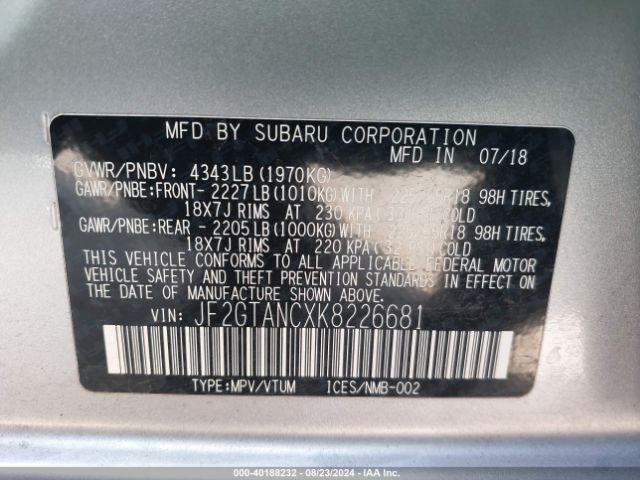 MFD BY SUBARU CORPORATION
MFD IN 07/18
GVWR/PNBV: 4343LB(1970KG)
GAWR/PNBE:FRONT- 2227LB(1010KG)WITH 98H TIRES,
18X7J RIMS AT 230 KPA COLD
GAWR/PNBE:REAR - 2205LB(1000KG)WITH 98H TIRES,
18X7J RIMS AT 220 KPA COLD
THIS VEHICLE CONFORMS TO ALL APPLICABLE FEDERAL MOTOR
VEHICLE SAFETY AND THEFT PREVENTION STANDARDS IN EFFECT
ON THE DATE OF MANUFACTURE SHOWN ABOVE.
VIN: JF2GTANCXK8226681
TYPE:MPV/VTUM ICES/NMB-002
000-40188232 - 08/23/2024 - IAA Inc.